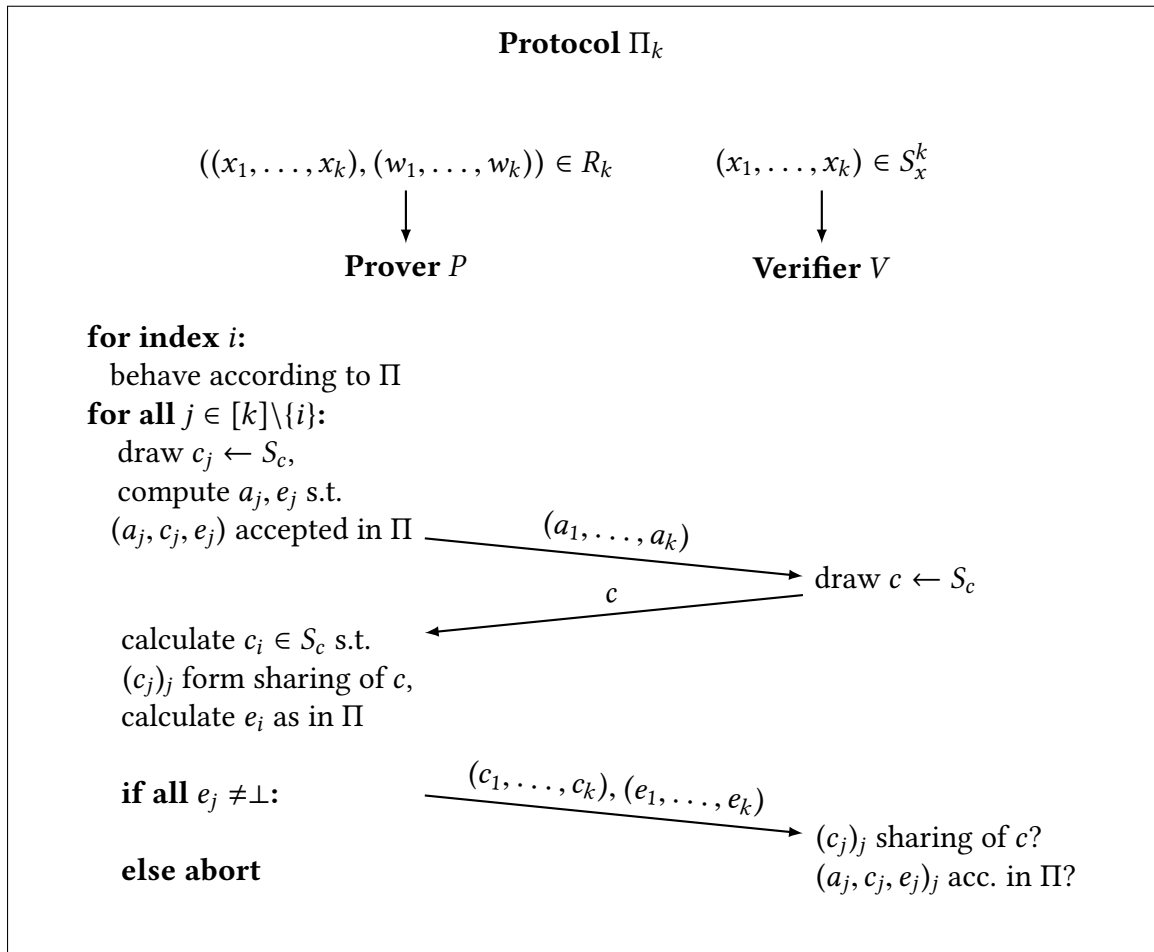 Protocol Π_k
((x_1, . . . , x_k), (w_1, . . . , w_k)) ∈ R_k
(x_1, . . . , x_k) ∈ S_x^k
Prover P
Verifier V
for index i:
behave according to Π
for all j ∈ [k]\{i}:
draw c_j ← S_c,
compute a_j, e_j s.t.
(a_j, c_j, e_j) accepted in Π
(a_1, . . . , a_k)
draw c ← S_c
c
calculate c_i ∈ S_c s.t.
(c_j)_j form sharing of c,
calculate e_i as in Π
if all e_j ≠⊥:
(c_1, . . . , c_k), (e_1, . . . , e_k)
(c_j)_j sharing of c?
else abort
(a_j, c_j, e_j)_j acc. in Π?